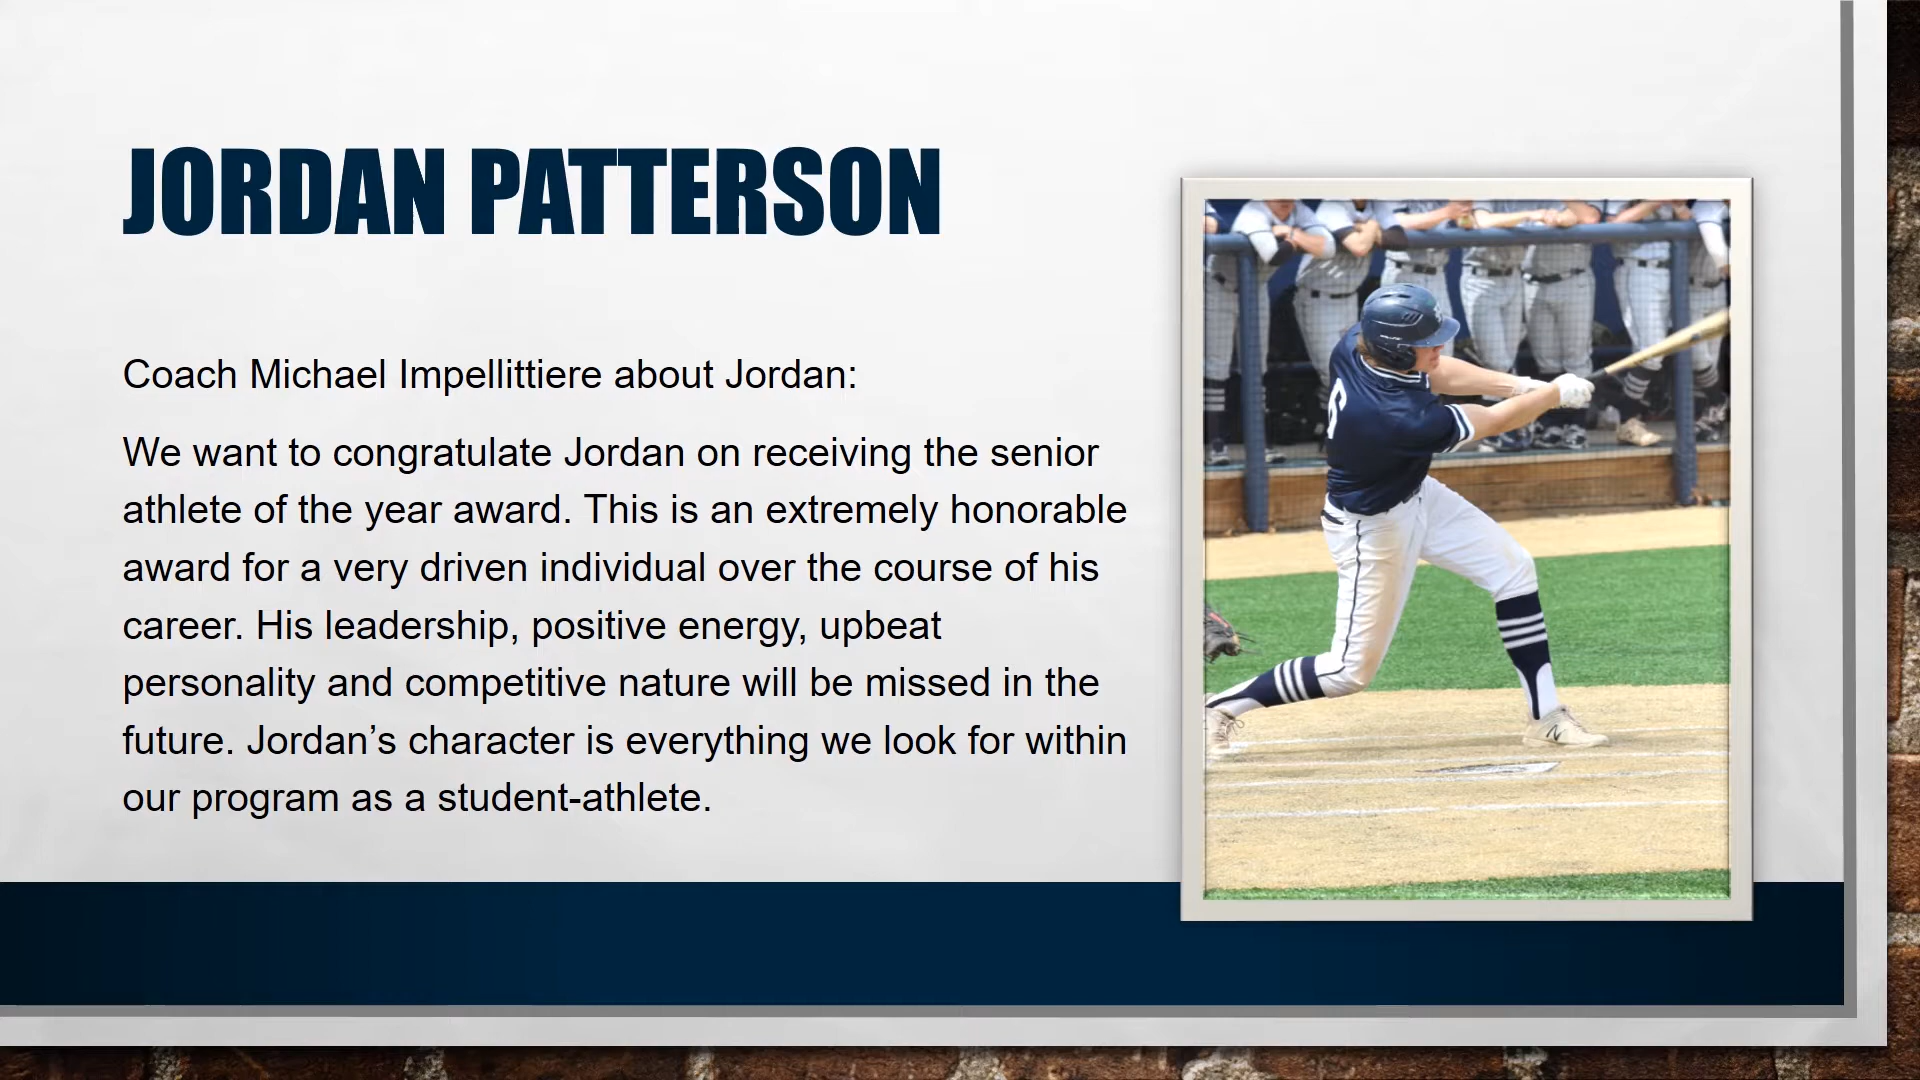 JORDAN PATTERSON
Coach Michael Impellittiere about Jordan:
We want to congratulate Jordan on receiving the senior
athlete of the year award. This is an extremely honorable
award for a very driven individual over the course of his
career. His leadership, positive energy, upbeat
personality and competitive nature will be missed in the
future. Jordan’s character is everything we look for within
our program as a student-athlete.
6